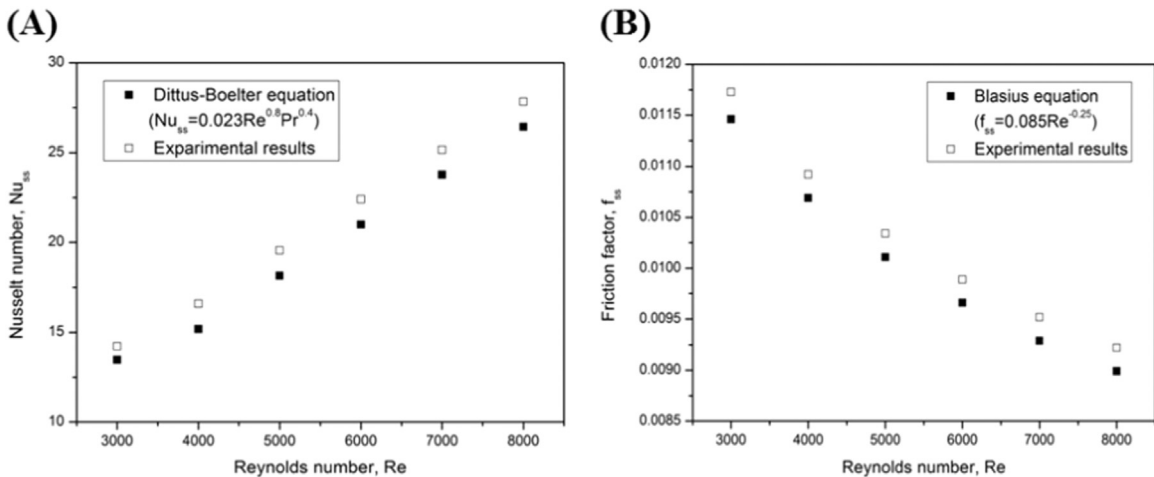 (A)
30
25
20
15
10
Nusselt number, Nu_ss
Dittus-Boelter equation
(Nu_ss=0.023Re^0.8Pr^0.4)
Exparimental results
3000 4000 5000 6000 7000 8000
Reynolds number, Re
(B)
0.0120
0.0115
0.0110
0.0105
0.0100
0.0095
0.0090
0.0085
Friction factor, f_ss
Blasius equation
(f_ss=0.085Re^-0.25)
Experimental results
3000 4000 5000 6000 7000 8000
Reynolds number, Re